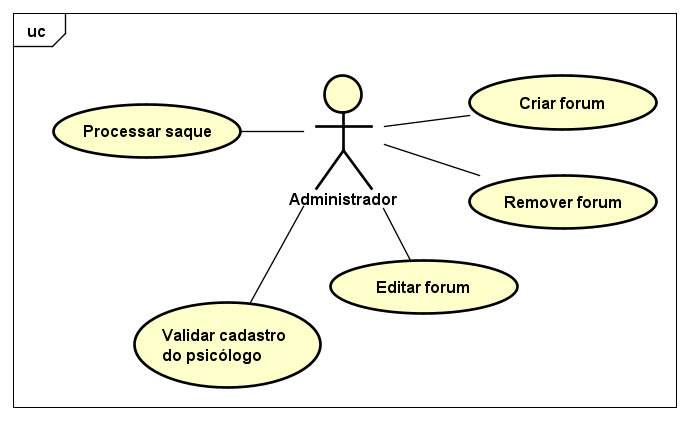 uc
Criar forum
Processar saque
Administrador
Remover forum
Editar forum
Validar cadastro
do psicólogo